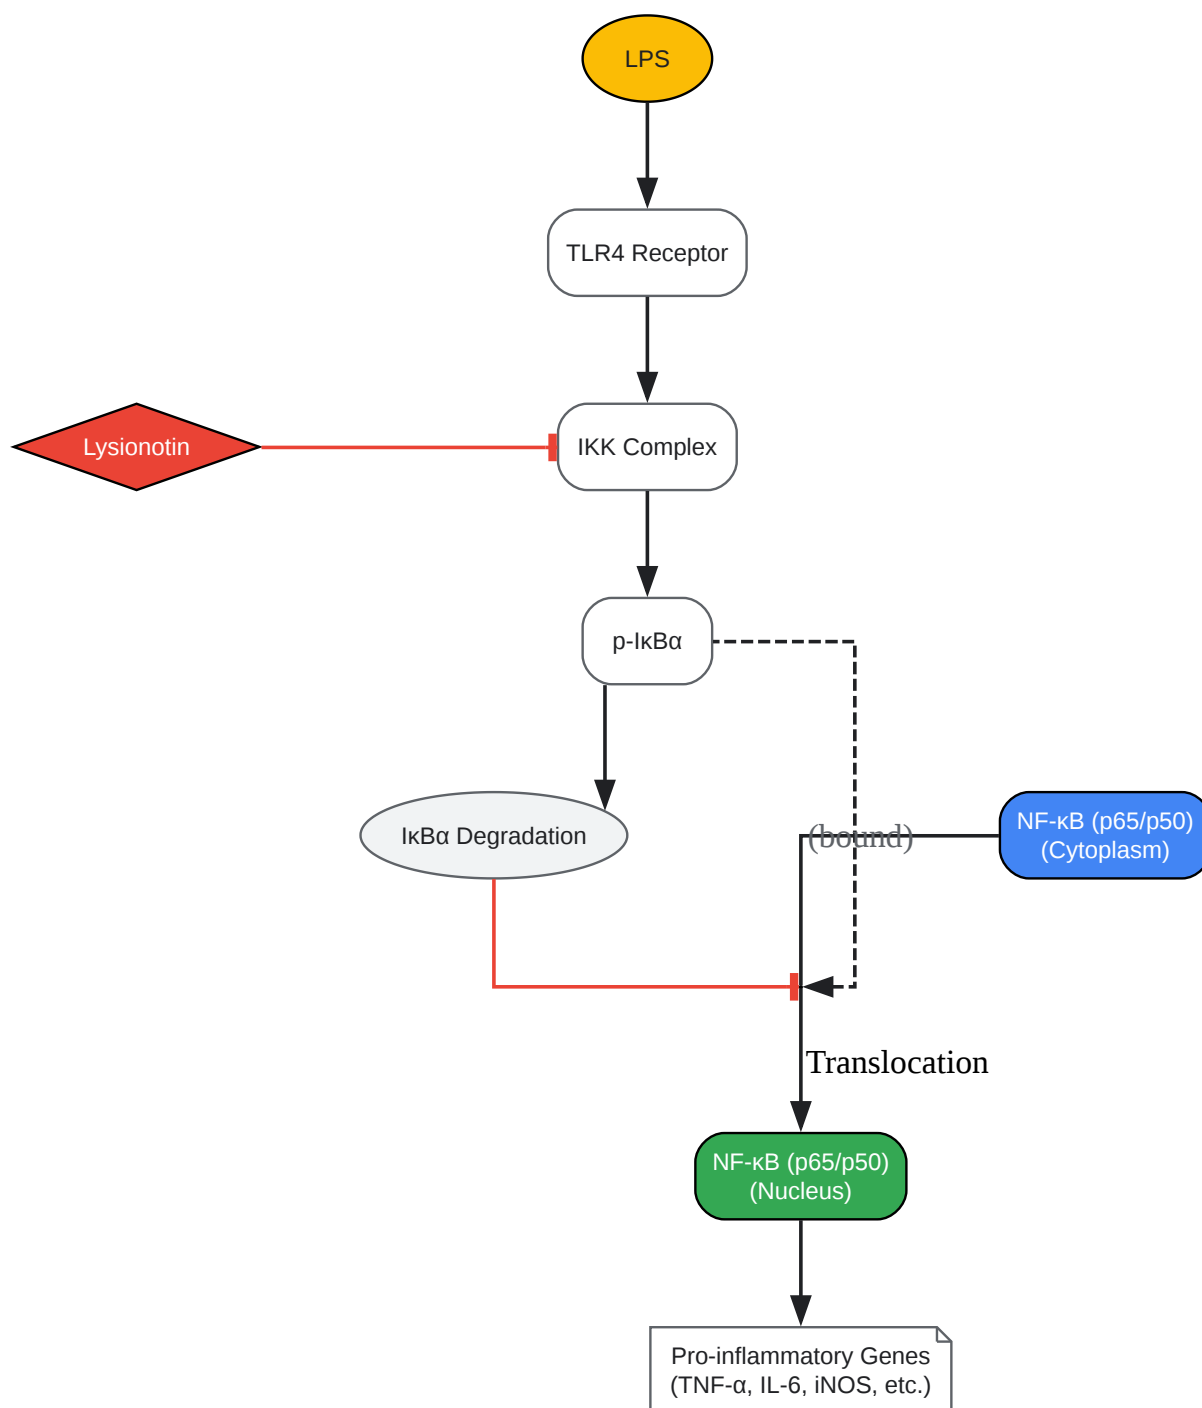 LPS
TLR4 Receptor
Lysionotin
IKK Complex
p-IκBα
IκBα Degradation
(bound)
NF-κB (p65/p50)
(Cytoplasm)
Translocation
NF-κB (p65/p50)
(Nucleus)
Pro-inflammatory Genes
(TNF-α, IL-6, iNOS, etc.)